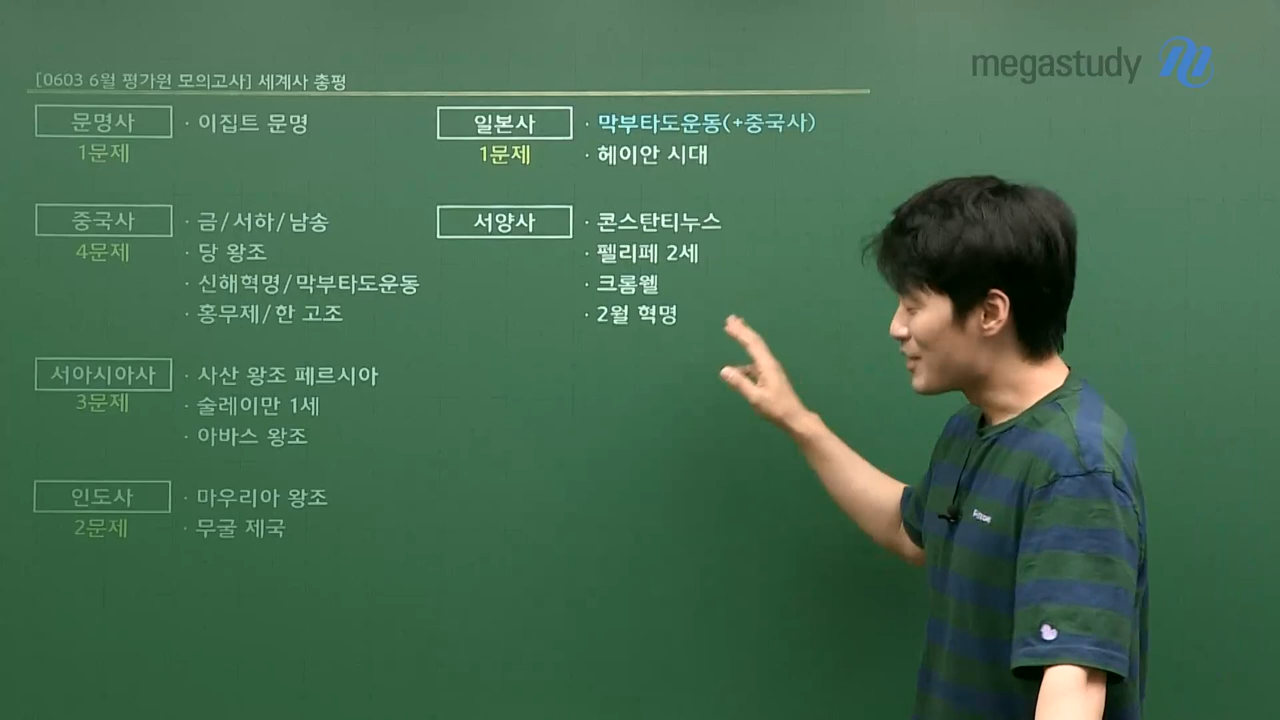 megastudy
[0603 6월 평가원 모의고사] 세계사 총평
문명사
1문제
· 이집트 문명
중국사
4문제
· 금/서하/남송
· 당 왕조
· 신해혁명/막부타도운동
· 홍무제/한 고조
서아시아사
3문제
· 사산 왕조 페르시아
· 술레이만 1세
· 아바스 왕조
인도사
2문제
· 마우리아 왕조
· 무굴 제국
일본사
1문제
· 막부타도운동(+중국사)
· 헤이안 시대
서양사
· 콘스탄티누스
· 펠리페 2세
· 크롬웰
· 2월 혁명